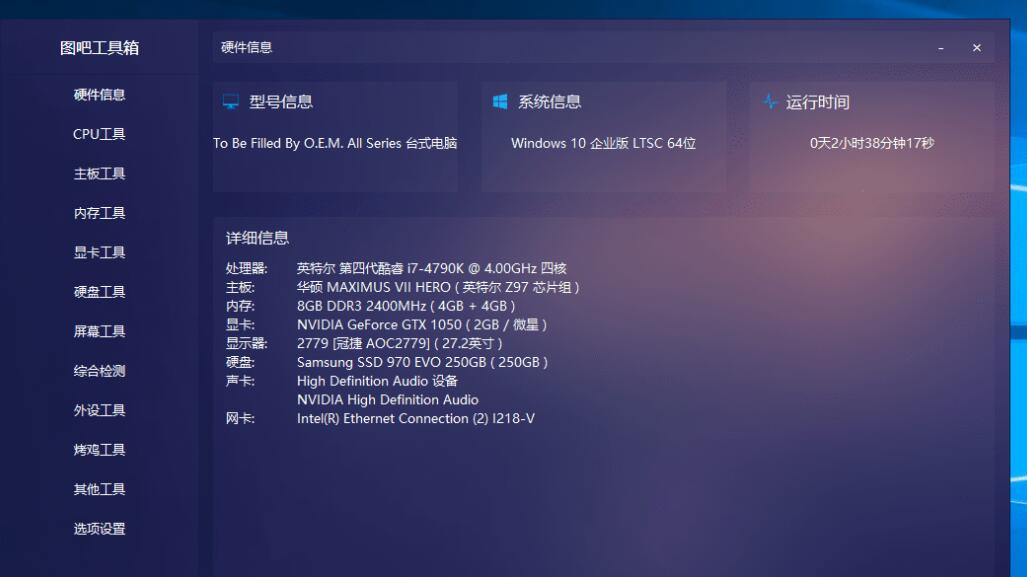 图吧工具箱
硬件信息
CPU工具
主板工具
内存工具
显卡工具
硬盘工具
屏幕工具
综合检测
外设工具
烤鸡工具
其他工具
选项设置
硬件信息
型号信息
To Be Filled By O.E.M. All Series 台式电脑
系统信息
Windows 10 企业版 LTSC 64位
运行时间
0天2小时38分钟17秒
详细信息
处理器: 英特尔 第四代酷睿 i7-4790K @ 4.00GHz 四核
主板: 华硕 MAXIMUS VII HERO ( 英特尔 Z97 芯片组 )
内存: 8GB DDR3 2400MHz ( 4GB + 4GB )
显卡: NVIDIA GeForce GTX 1050 ( 2GB / 微星 )
显示器: 2779 [冠捷 AOC2779] ( 27.2英寸 )
硬盘: Samsung SSD 970 EVO 250GB ( 250GB )
声卡: High Definition Audio 设备
NVIDIA High Definition Audio
网卡: Intel(R) Ethernet Connection (2) I218-V